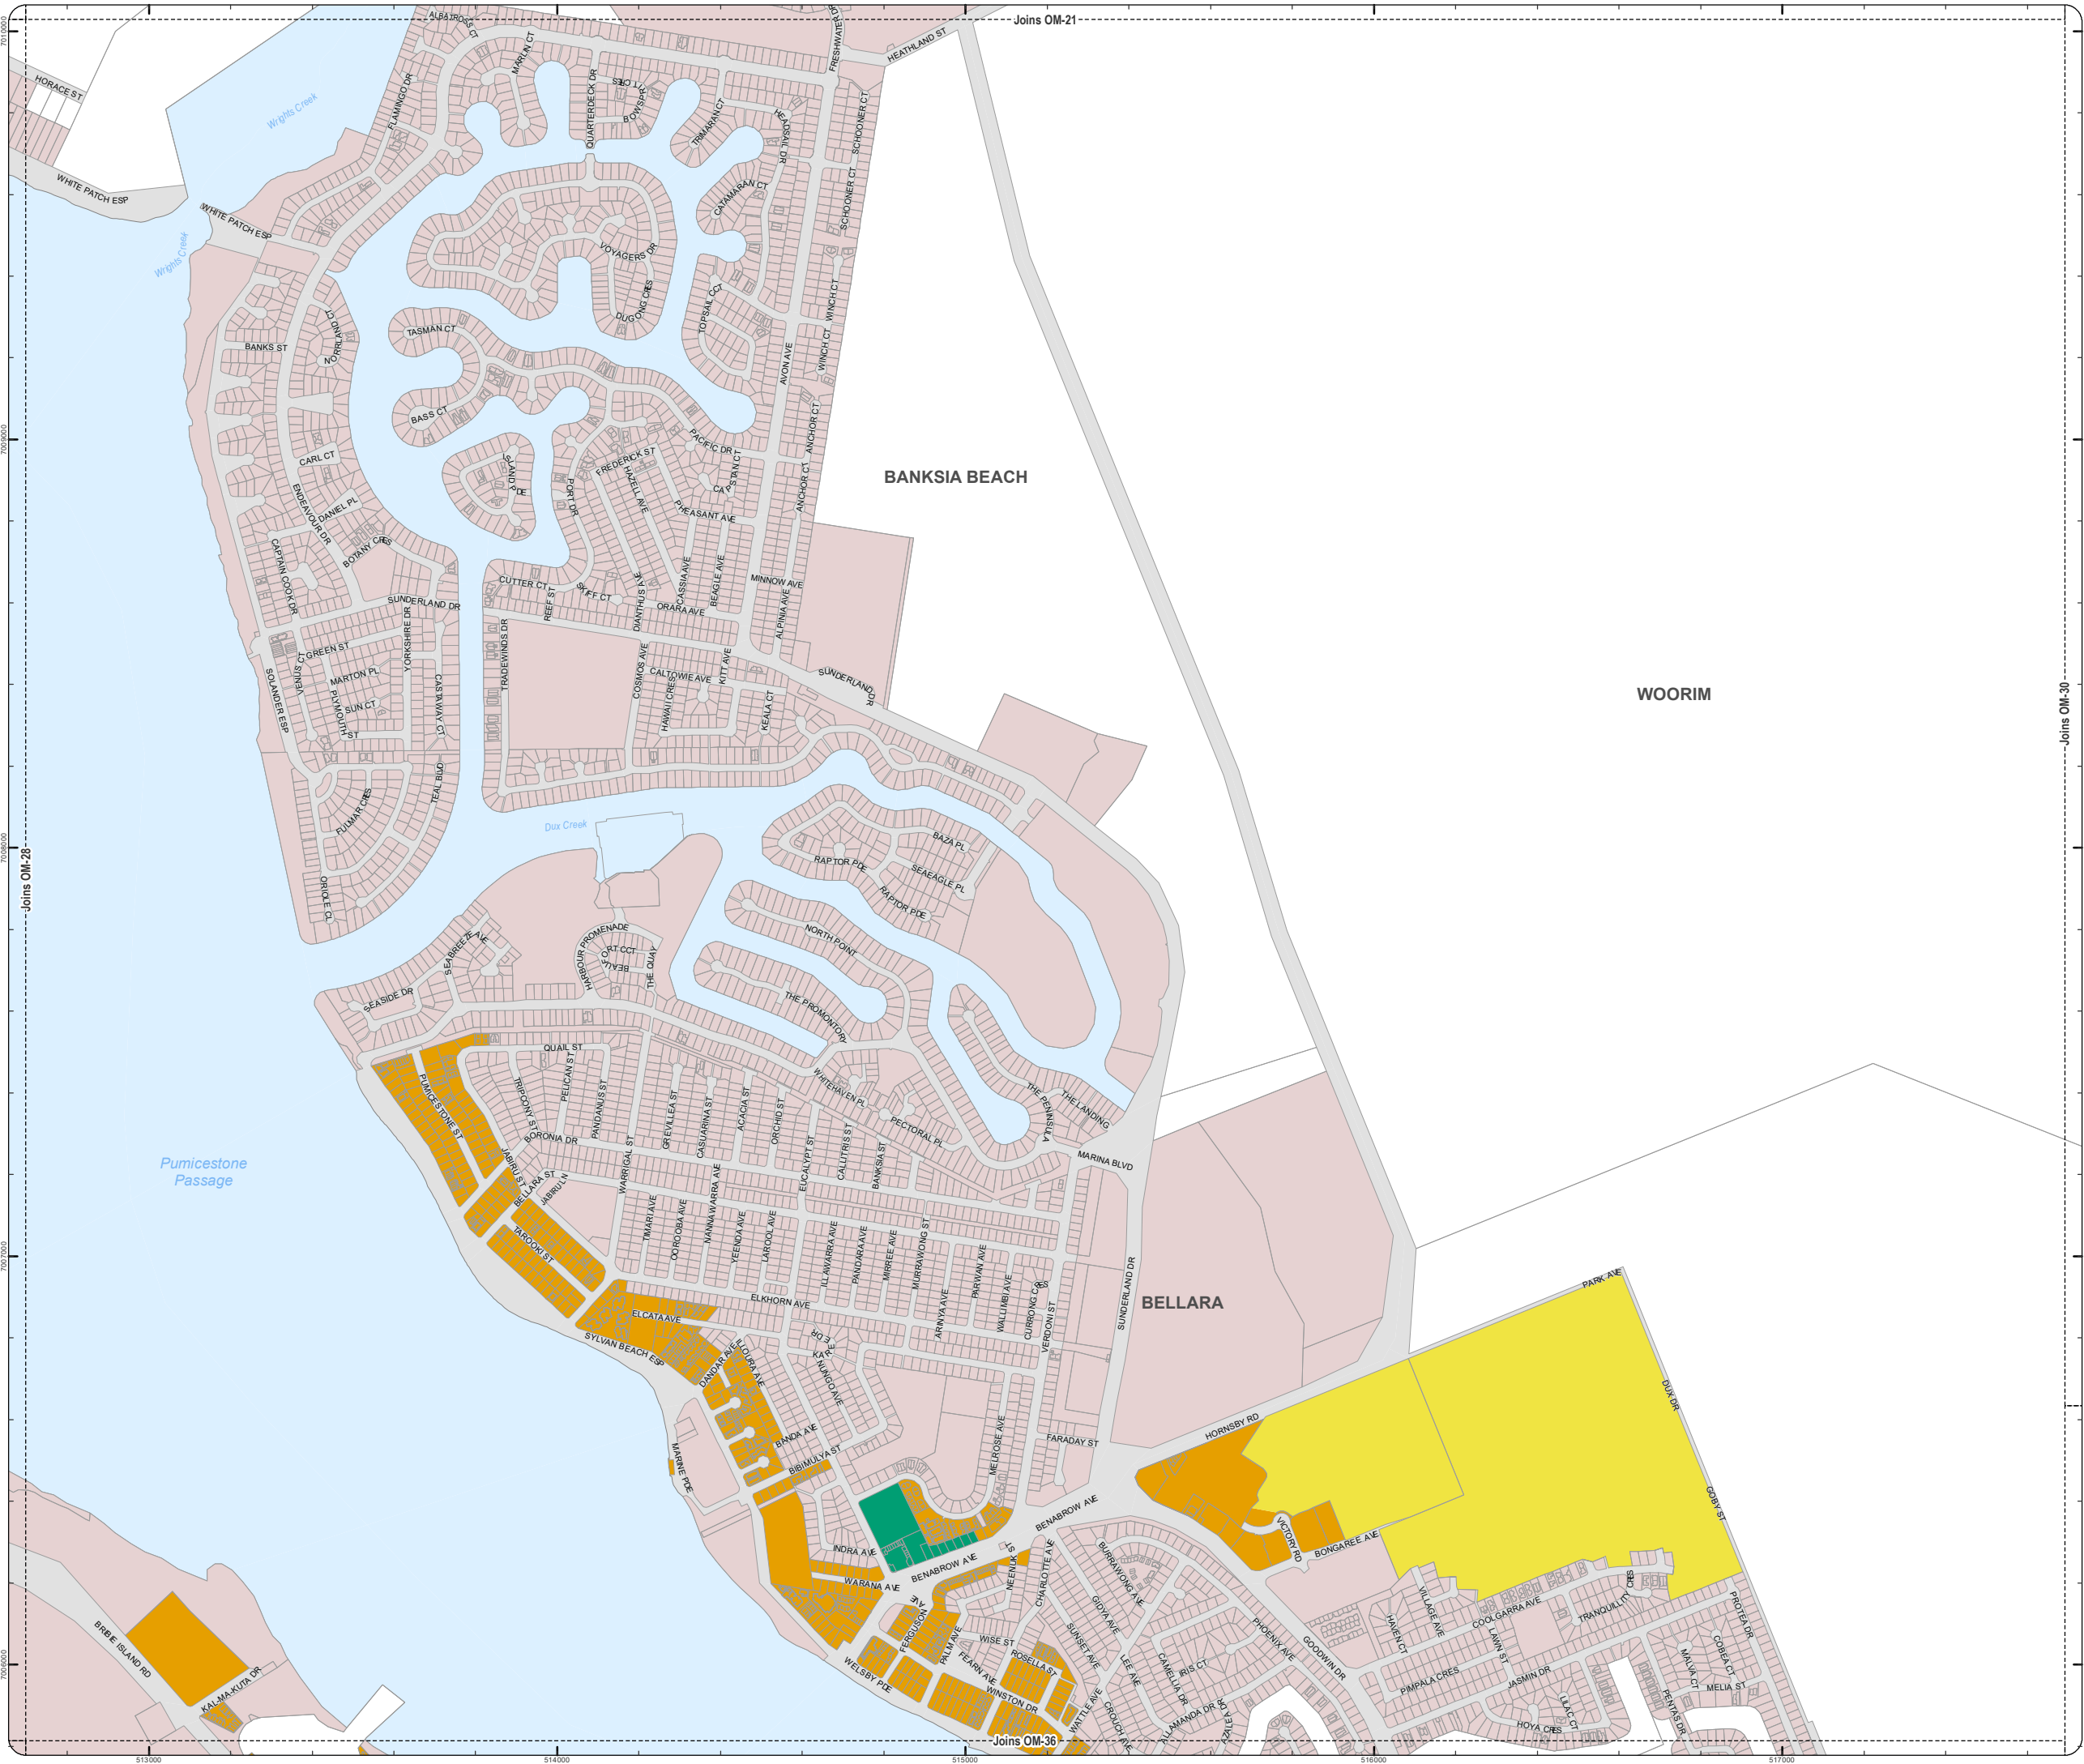 Joins OM-21
7010000
ALBATROSS CT
MARLIN CT
FRESHWATER DR
HEATHLAND ST
HORACE ST
FLAMINGO DR
Wrights Creek
QUARTERDECK DR
BOWSPRIT CRES
TRIMARAN CT
HEADSAIL DR
SCHOONER CT
WHITE PATCH ESP
WHITE PATCH ESP
CATAMARAN CT
SCHOONER CT
Wrights Creek
VOYAGERS DR
DUGONG CRES
TOPSAIL CCT
WINCH CT
TASMAN CT
NORRLAND CT
BANKS ST
AVON AVE
WINCH CT
BASS CT
ANCHOR CT
7009000
PACIFIC DR
CARL CT
ISLAND PDE
FREDERICK ST
CAPSTAN CT
BANKSIA BEACH
HAZELL AVE
PORT DR
ANCHOR CT
ENDEAVOUR DR
DANIEL PL
PHEASANT AVE
BOTANY CRES
CAPTAIN COOK DR
CUTTER CT
SKIFF CT
REEF ST
DIANTHUS AVE
CASSIA AVE
BEAGLE AVE
MINNOW AVE
SUNDERLAND DR
ORARA AVE
ALPINIA AVE
YORKSHIRE DR
TRADEWINDS DR
GREEN ST
VENUS CT
MARTON PL
COSMOS AVE
CALTOWIE AVE
KITT AVE
SUNDERLAND DR
WOORIM
Joins OM-30
SOLANDER ESP
PLYMOUTH ST
SUN CT
CASTAWAY CT
HAWAII CRES
KEALA CT
TEAL BLVD
FULMAR CRES
Dux Creek
7008000
BAZA PL
RAPTOR PDE
SEAEAGLE PL
RAPTOR PDE
Joins OM-28
ORIOLE CL
SEABREEZE AVE
HARBOUR PROMENADE
BEAUFORT CCT
THE QUAY
NORTH POINT
SEASIDE DR
THE PROMONTORY
QUAIL ST
PUMICESTONE ST
TRIPCONY ST
PELICAN ST
PANDANUS ST
GREVILLEA ST
CASUARINA ST
ACACIA ST
ORCHID ST
WHITEHAVEN PL
THE PENINSULA
THE LANDING
PECTORAL PL
BORONIA DR
WARRIGAL ST
EUCALYPT ST
CALLITRIS ST
BANKSIA ST
MARINA BLVD
Pumicestone
Passage
JABIRU ST
BELLARA ST
JABIRU LN
TAROOKI ST
TIMARI AVE
OOROOBA AVE
NANNAWARRA AVE
YEENDA AVE
LAROOL AVE
ILLAWARRA AVE
PANDARA AVE
MIRREE AVE
MURRAWONG ST
PARWAN AVE
WALLIMBI AVE
CURRONG CRES
7007000
ELKHORN AVE
ARINYA AVE
VERDONI ST
SUNDERLAND DR
BELLARA
PARK AVE
ELCATA AVE
SYLVAN BEACH ESP
DANDAR AVE
ILLOURA AVE
KAREE DR
NUNGO AVE
DUX DR
BANDA AVE
BIBIMULYA ST
MARINE PDE
MELROSE AVE
FARADAY ST
HORNSBY RD
GOBY ST
BENABROW AVE
VICTORY RD
BONGAREE AVE
INDRA AVE
BENABROW AVE
WARANA AVE
NEENUK ST
CHARLOTTE AVE
BURRAWONG AVE
GIDYA AVE
FERGUSON AVE
PALM AVE
WISE ST
SUNSET AVE
PHOENIX AVE
GOODWIN DR
HAVEN CT
VILLAGE AVE
COOLGARRA AVE
TRANQUILLITY CRES
PROTEA DR
BRIBIE ISLAND RD
KAL-MA-KUTA DR
WELSBY PDE
FEARN AVE
ROSELLA ST
WINSTON DR
LEE AVE
CAMELLIA DR
IRIS CT
PIMPALA CRES
LAWN ST
JASMIN DR
MALVA CT
COBEA CT
MELIA ST
7006000
WATTLE AVE
CROUCH AVE
ALLAMANDA DR
AZALEA DR
HOYA CRES
LILAC CT
PENTAS DR
Joins OM-36
513000
514000
515000
516000
517000